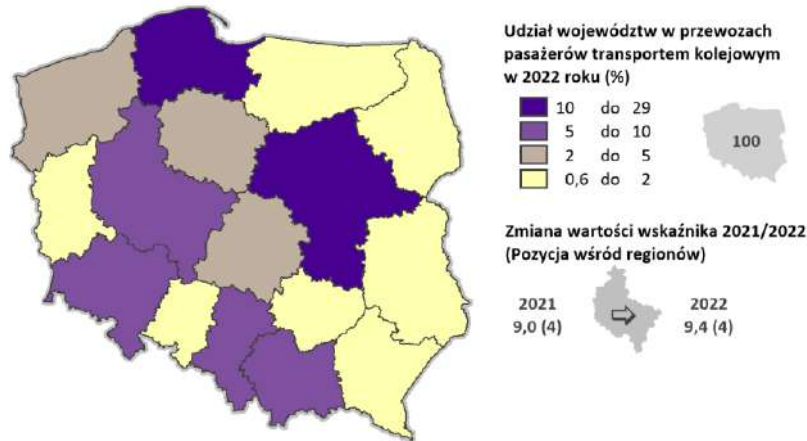 Udział województw w przewozach
pasażerów transportem kolejowym
w 2022 roku (%)
10 do 29
5 do 10
2 do 5
0,6 do 2
100
Zmiana wartości wskaźnika 2021/2022
(Pozycja wśród regionów)
2021
9,0 (4)
2022
9,4 (4)